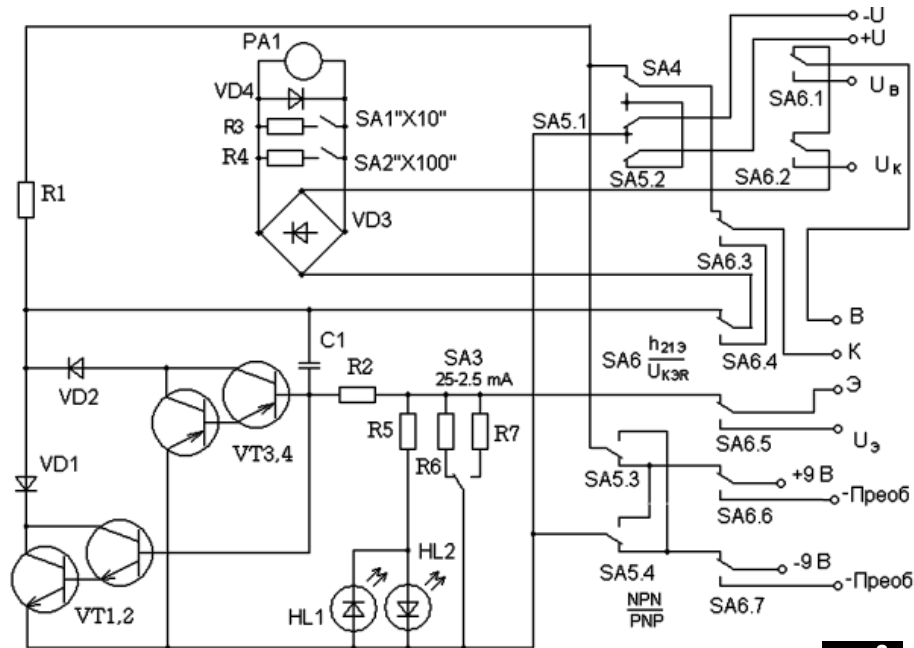 -U
PA1
+U
SA4
VD4
U B
SA6.1
R3
SA1"X10"
SA5.1
R4
SA2"X100"
SA5.2
SA6.2
U К
R1
VD3
SA6.3
B
C1
SA3
SA6
h21Э
UКЭR
SA6.4
К
R2
25-2.5 mA
VD2
Э
R5
R7
VT3,4
R6
SA6.5
U Э
VD1
SA5.3
+9 В
-Преоб
SA6.6
HL2
SA5.4
-9 В
-Преоб
HL1
NPN
PNP
SA6.7
VT1,2